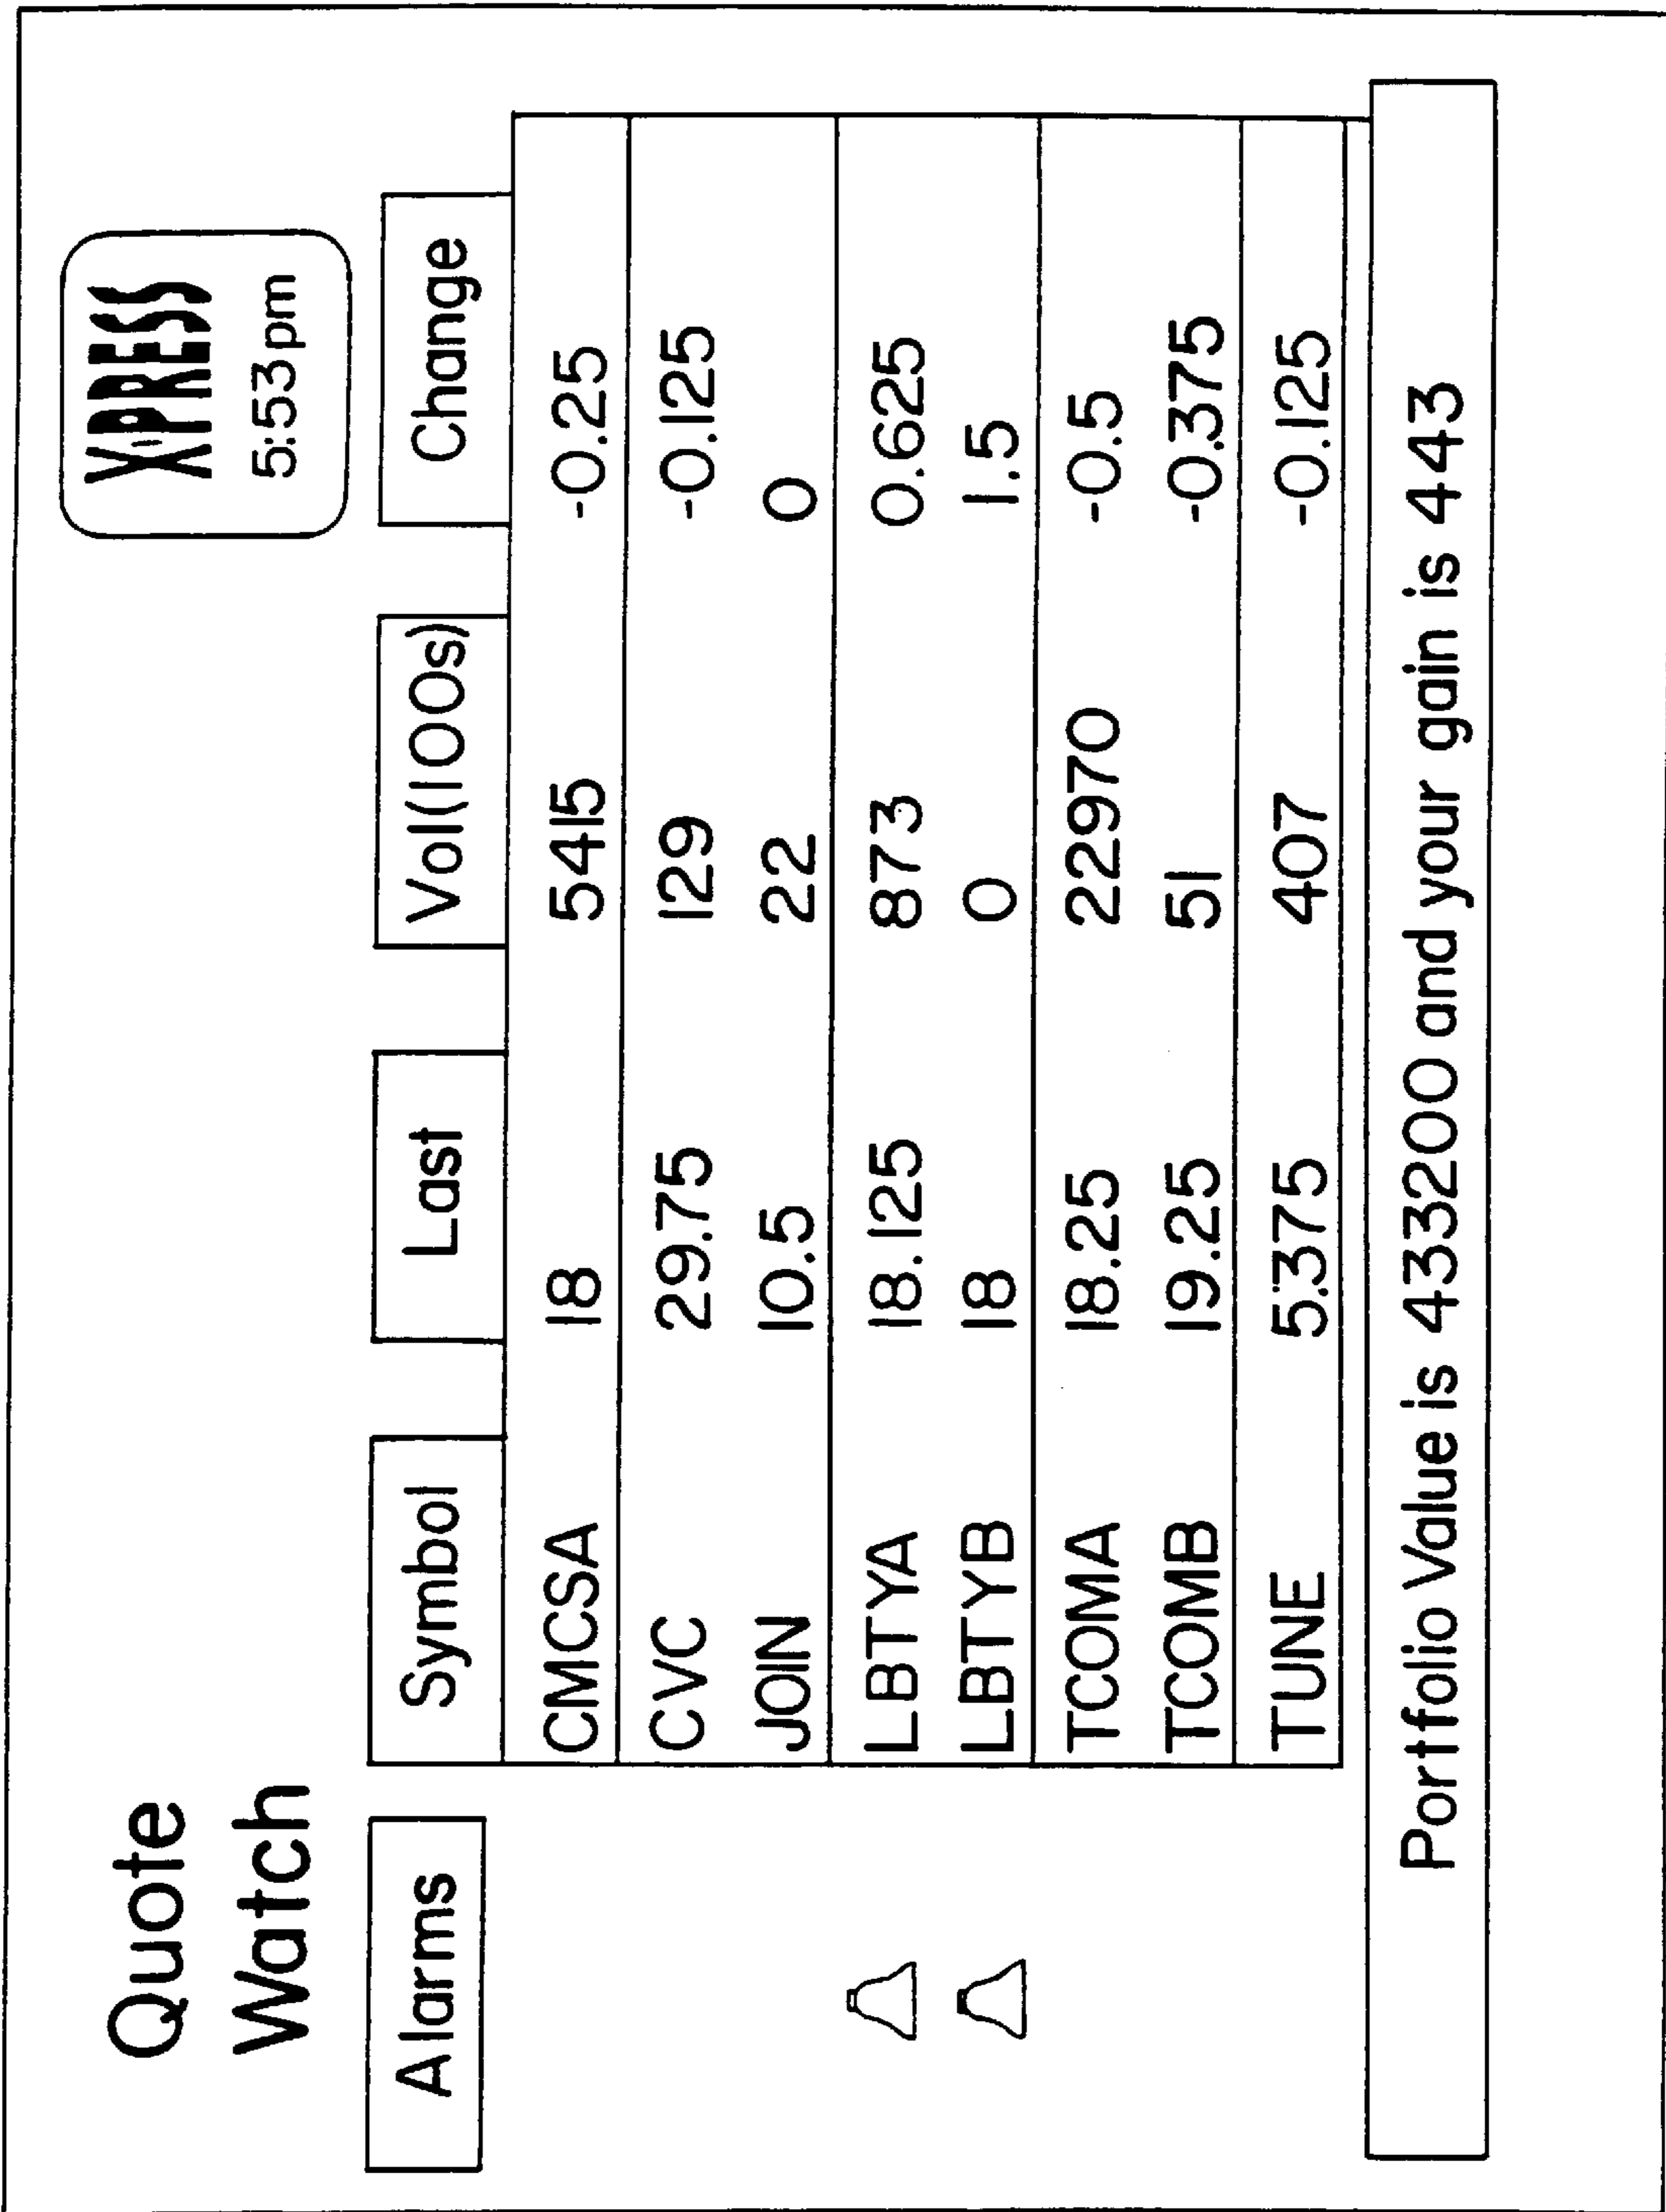 Quote
Watch
XPRESS
5:53pm
Alarms Symbol Last Vol(100s) Change
CMCSA 18 5415 -0.25
CVC 29.75 129 -0.125
JOIN 10.5 22 0
LBTYA 18.125 873 0.625
LBTYB 18 0 1.5
TCOMA 18.25 22970 -0.5
TCOMB 19.25 51 -0.375
TUNE 5.375 407 -0.125
Portfolio Value is 433200 and your gain is 443